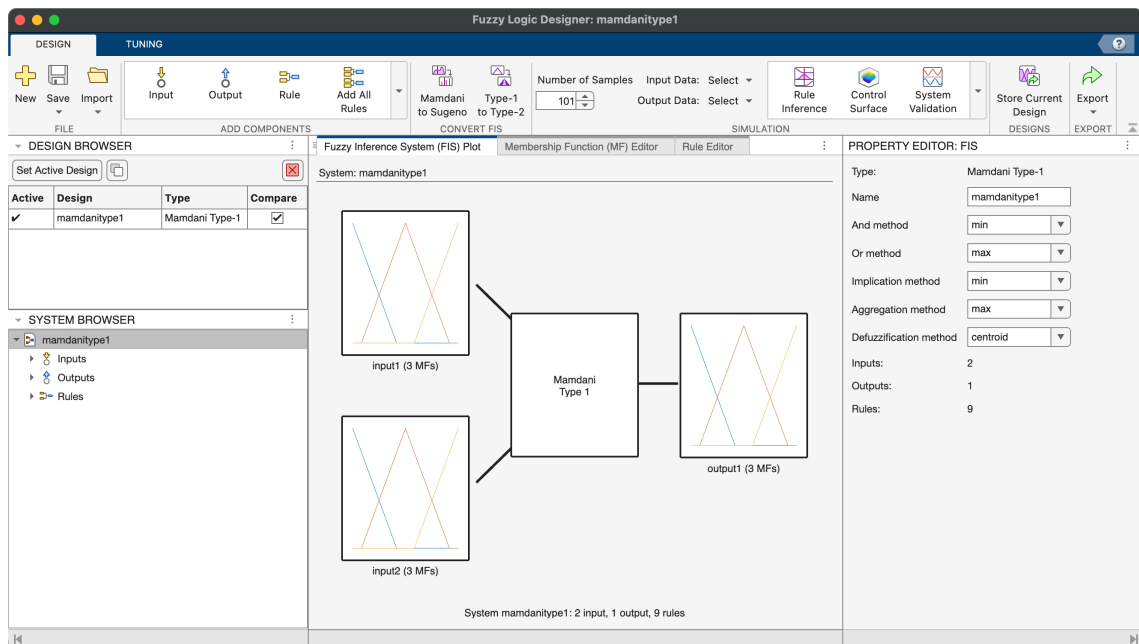 Fuzzy Logic Designer: mamdanitype1
DESIGN
TUNING
?
New
Save
Import
FILE
Input
Output
Rule
Add All
Rules
ADD COMPONENTS
Mamdani
to Sugeno
Type-1
to Type-2
CONVERT FIS
Number of Samples
101
Input Data: Select
Output Data: Select
Rule
Inference
Control
Surface
System
Validation
SIMULATION
Store Current
Design
DESIGNS
Export
EXPORT
DESIGN BROWSER
Set Active Design
Active Design Type Compare
mamdanitype1 Mamdani Type-1
SYSTEM BROWSER
mamdanitype1
Inputs
Outputs
Rules
Fuzzy Inference System (FIS) Plot
Membership Function (MF) Editor
Rule Editor
System: mamdanitype1
input1 (3 MFs)
Mamdani
Type 1
output1 (3 MFs)
input2 (3 MFs)
System mamdanitype1: 2 input, 1 output, 9 rules
PROPERTY EDITOR: FIS
Type: Mamdani Type-1
Name mamdanitype1
And method min
Or method max
Implication method min
Aggregation method max
Defuzzification method centroid
Inputs: 2
Outputs: 1
Rules: 9